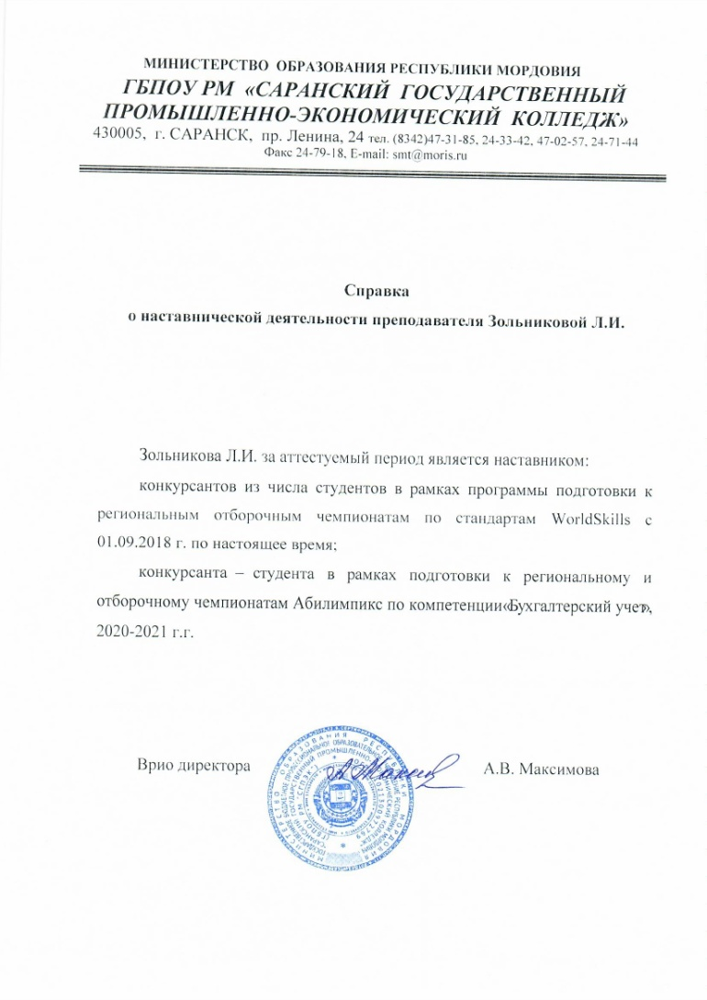 МИНИСТЕРСТВО ОБРАЗОВАНИЯ РЕСПУБЛИКИ МОРДОВИЯ
ГБПОУ РМ «САРАНСКИЙ ГОСУДАРСТВЕННЫЙ
ПРОМЫШЛЕННО-ЭКОНОМИЧЕСКИЙ КОЛЛЕДЖ»
430005, г. САРАНСК, пр. Ленина, 24 тел. (8342)47-31-85, 24-33-42, 47-02-57, 24-71-44
Факс 24-79-18, E-mail: smt@moris.ru
Справка
о наставнической деятельности преподавателя Зольниковой Л.И.
Зольникова Л.И. за аттестуемый период является наставником:
конкурсантов из числа студентов в рамках программы подготовки к
региональным отборочным чемпионатам по стандартам WorldSkills с
01.09.2018 г. по настоящее время;
конкурсанта – студента в рамках подготовки к региональному и
отборочному чемпионатам Абилимпикс по компетенции«Бухгалтерский учет»,
2020-2021 г.г.
Врио директора
А.В. Максимова
МИНИСТЕРСТВО ОБРАЗОВАНИЯ РЕСПУБЛИКИ МОРДОВИЯ